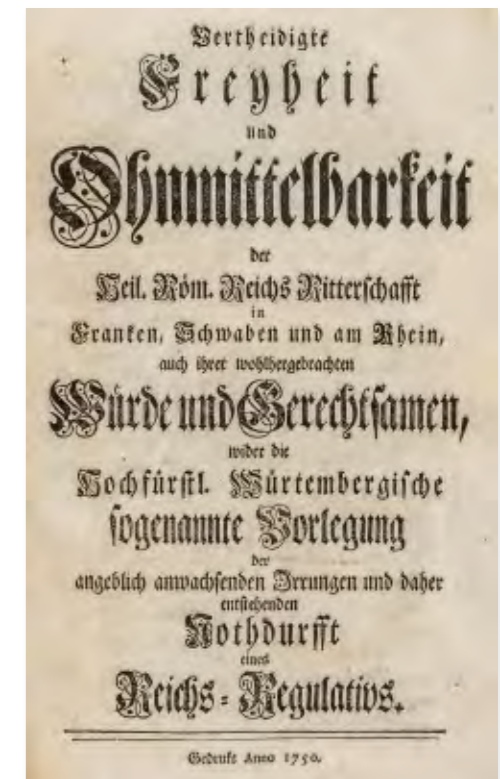 Vertheidigte
Freyheit
und
Ohnmittelbarkeit
der
Heil. Röm. Reichs Ritterschafft
in
Francken, Schwaben und am Rhein,
auch ihrer wohlhergebrachten
Würde und Gerechtsamen,
wider die
Hochfürstl. Würtembergische
sogenannte Vorlegung
der
angeblich anwachsenden Irrungen und daher
entstehenden
Nothdurfft
eines
Reichs-Regulativs.
Gedrukt Anno 1750.